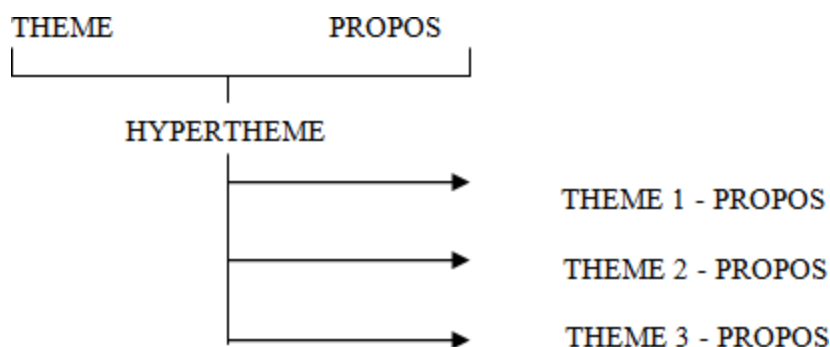 THEME PROPOS
HYPERTHEME
THEME 1 - PROPOS
THEME 2 - PROPOS
THEME 3 - PROPOS